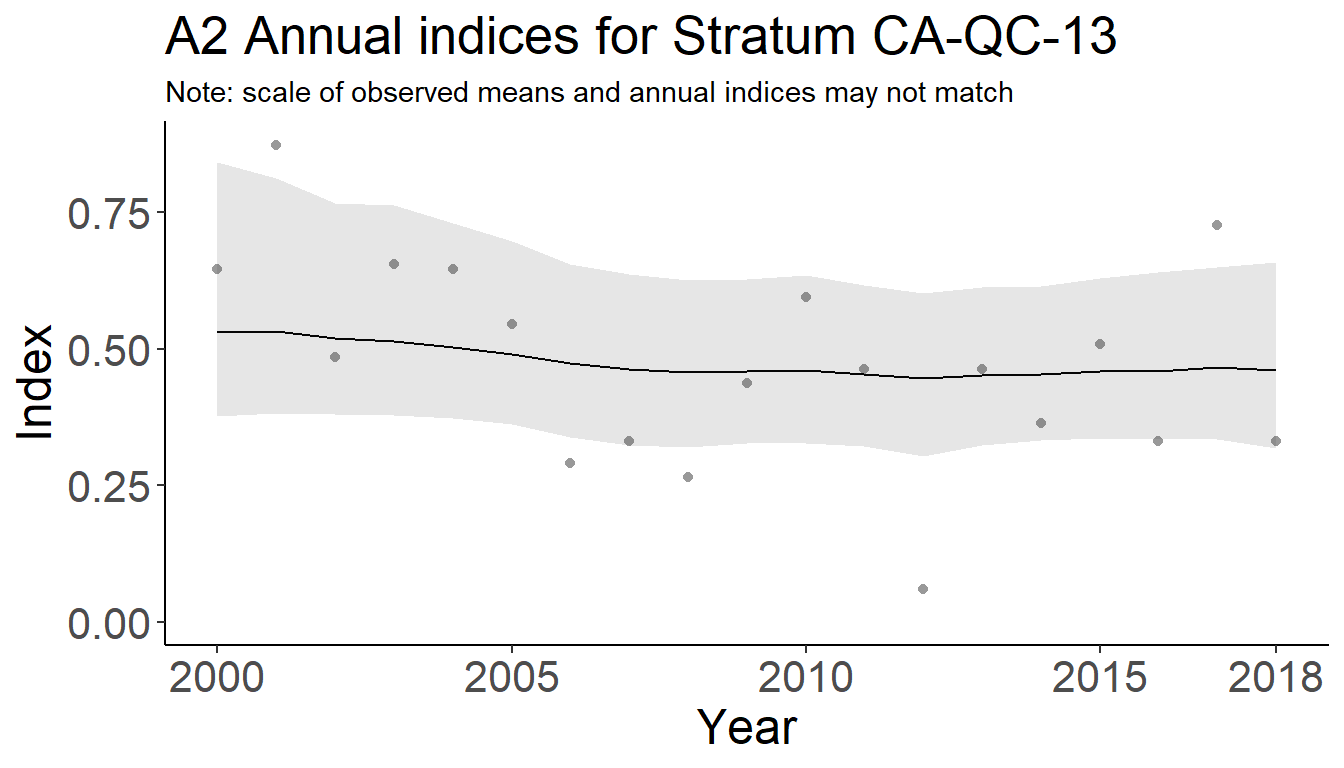 A2 Annual indices for Stratum CA-QC-13
Note: scale of observed means and annual indices may not match
Index
0.75
0.50
0.25
0.00
2000 2005 2010 2015 2018
Year